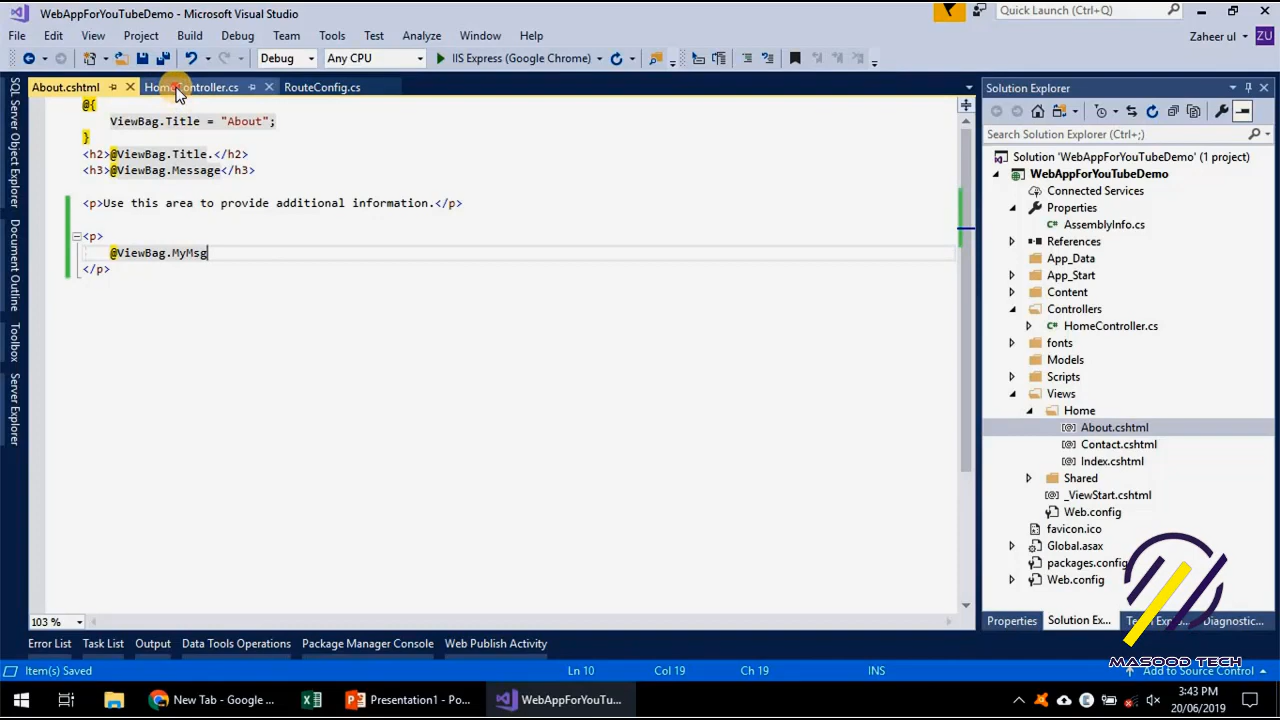 WebAppForYouTubeDemo - Microsoft Visual Studio
Quick Launch (Ctrl+Q)
File Edit View Project Build Debug Team Tools Test Analyze Window Help
Zaheer ul ZU
Debug Any CPU IIS Express (Google Chrome)
About.cshtml HomeController.cs RouteConfig.cs
@{
ViewBag.Title = "About";
}
<h2>@ViewBag.Title.</h2>
<h3>@ViewBag.Message</h3>
<p>Use this area to provide additional information.</p>
<p>
@ViewBag.MyMsg
</p>
SQL Server Object Explorer
Document Outline
Toolbox
Server Explorer
Solution Explorer
Search Solution Explorer (Ctrl+;)
Solution 'WebAppForYouTubeDemo' (1 project)
WebAppForYouTubeDemo
Connected Services
Properties
AssemblyInfo.cs
References
App_Data
App_Start
Content
Controllers
HomeController.cs
fonts
Models
Scripts
Views
Home
About.cshtml
Contact.cshtml
Index.cshtml
Shared
_ViewStart.cshtml
Web.config
favicon.ico
Global.asax
packages.config
Web.config
103 %
Properties Solution Ex... Diagnostic...
Error List Task List Output Data Tools Operations Package Manager Console Web Publish Activity
MASOOD TECH
Item(s) Saved Ln 10 Col 19 Ch 19 INS Add to Source Control
New Tab - Google ... Presentation1 - Po... WebAppForYouTu...
3:43 PM
20/06/2019